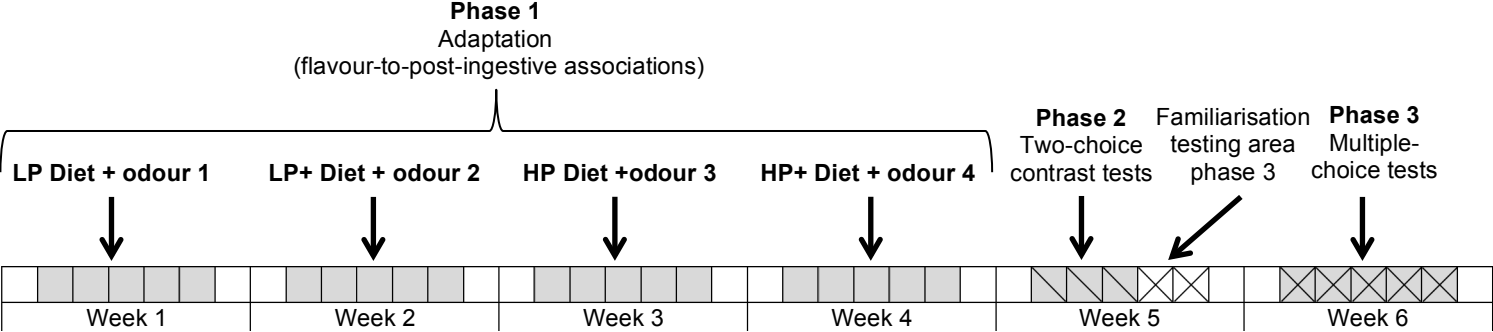 Phase 1
Adaptation
(flavour-to-post-ingestive associations)
LP Diet + odour 1
LP+ Diet + odour 2
HP Diet +odour 3
HP+ Diet + odour 4
Phase 2
Two-choice
contrast tests
Familiarisation
testing area
phase 3
Phase 3
Multiple-
choice tests
Week 1
Week 2
Week 3
Week 4
Week 5
Week 6